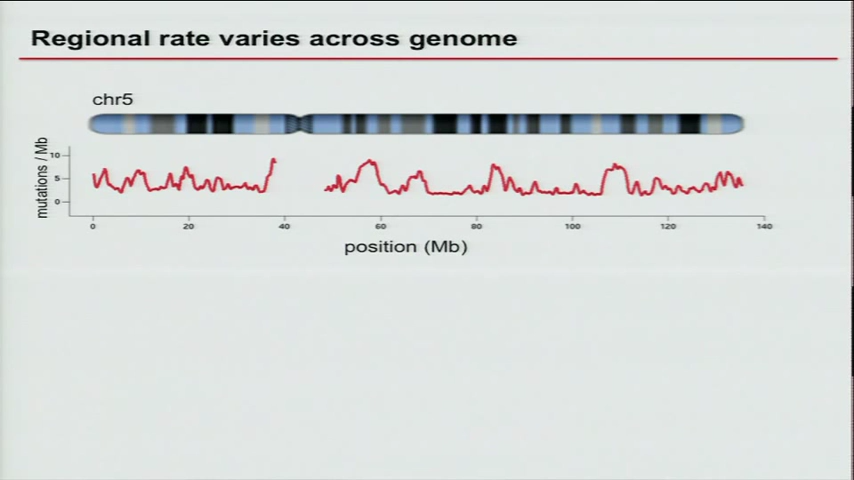 Regional rate varies across genome
chr5
mutations / Mb
10
5
0
0 20 40 60 80 100 120 140
position (Mb)